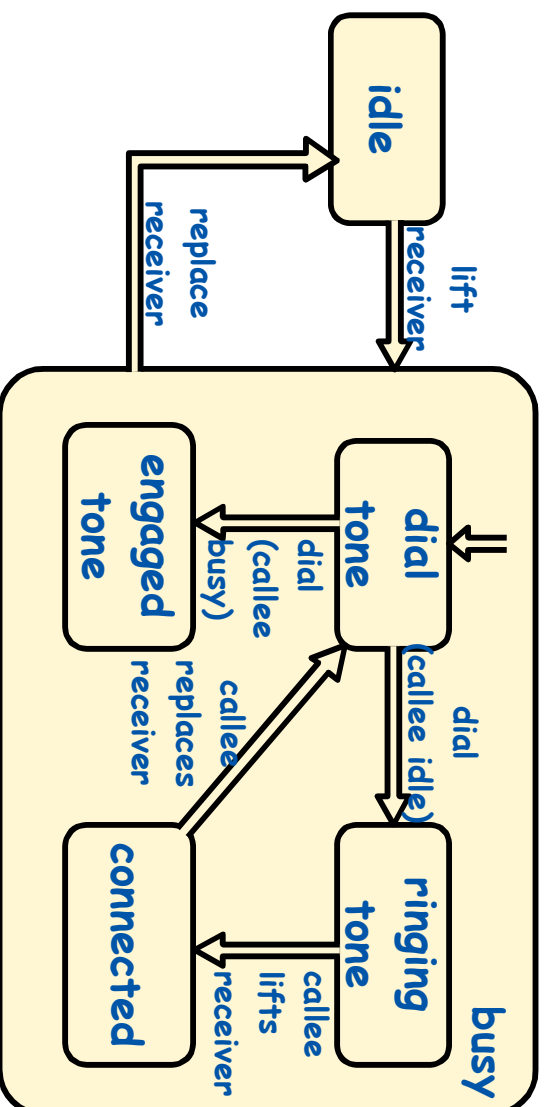 idle
lift
receiver
replace
receiver
busy
dial
tone
dial
(callee idle)
ringing
tone
dial
(callee
busy)
callee
lifts
receiver
engaged
tone
callee
replaces
receiver
connected